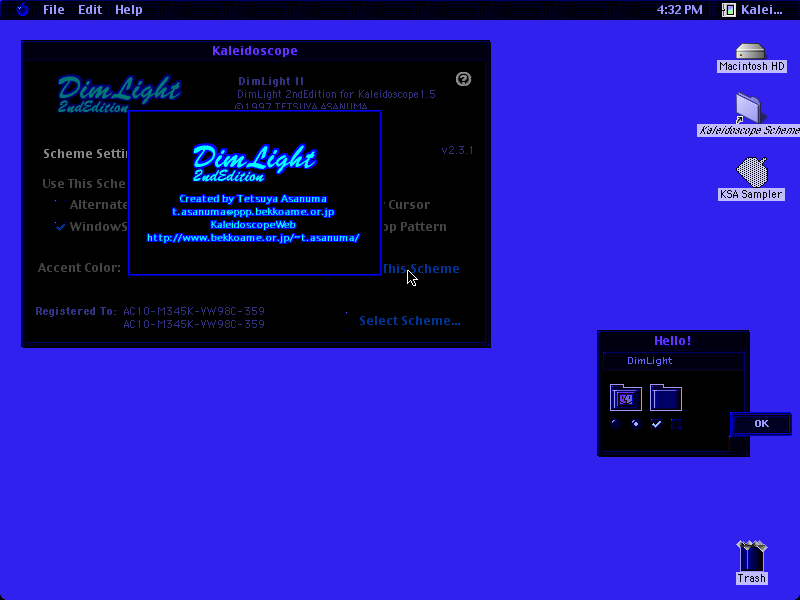 File Edit Help
4:32 PM Kalei...
Kaleidoscope
DimLight
2ndEdition
DimLight II
DimLight 2ndEdition for Kaleidoscope1.5
©1997 TETSUYA ASANUMA
Scheme Setti
v2.3.1
Use This Sche
Alternate
Cursor
WindowS
op Pattern
Accent Color:
This Scheme
Registered To: AC10-M345K-VW98C-359
AC10-M345K-VW98C-359
Select Scheme...
DimLight
2ndEdition
Created by Tetsuya Asanuma
t.asanuma@ppp.bekkoame.or.jp
KaleidoscopeWeb
http://www.bekkoame.or.jp/~t.asanuma/
Macintosh HD
Kaleidoscope Scheme
KSA Sampler
Hello!
DimLight
OK
Trash